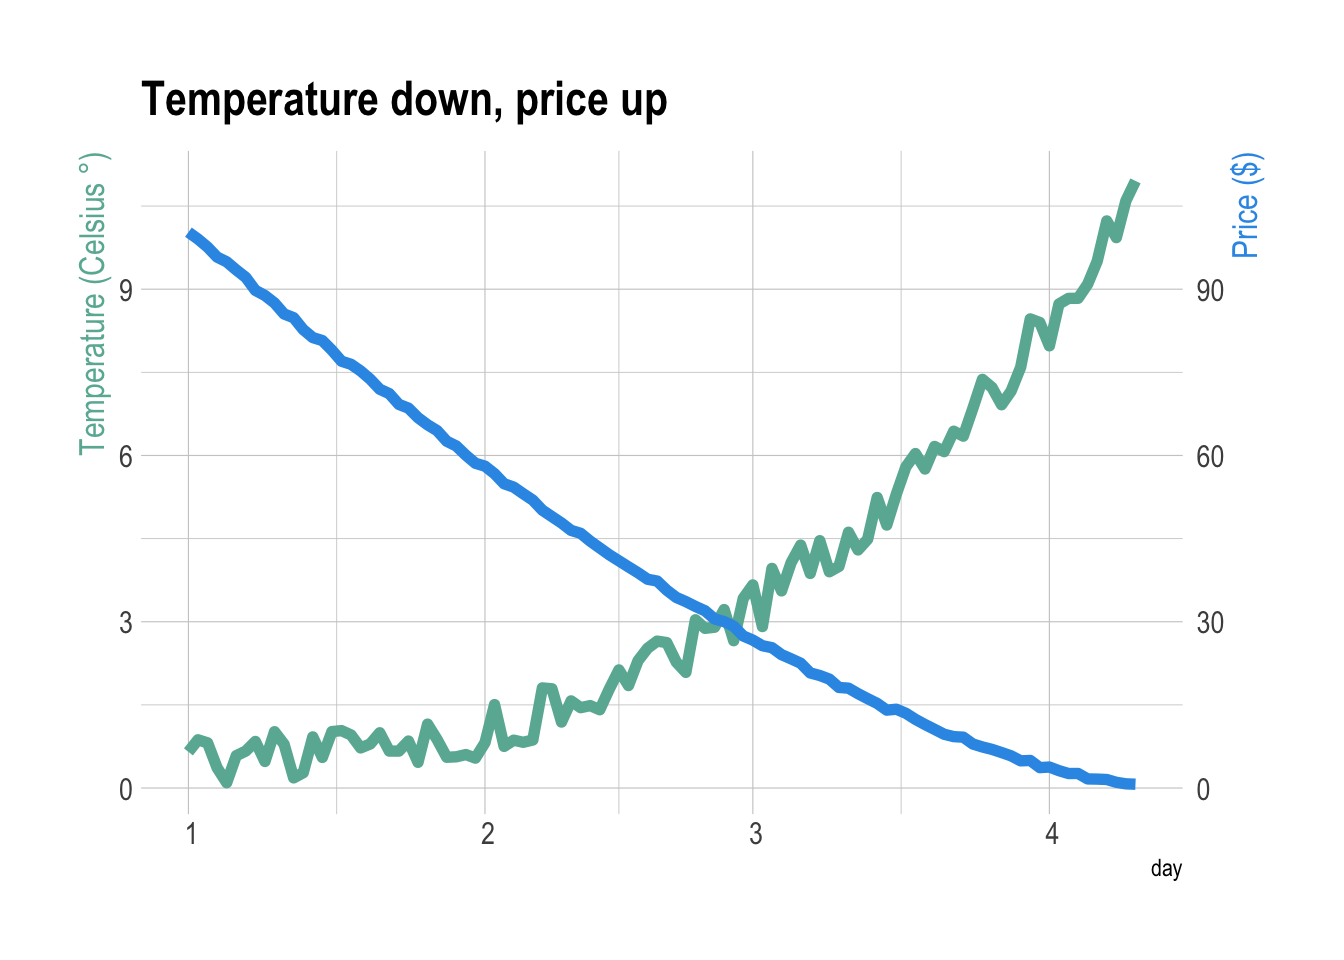 Temperature down, price up
Temperature (Celsius °)
Price ($)
9
6
3
0
90
60
30
0
1 2 3 4
day